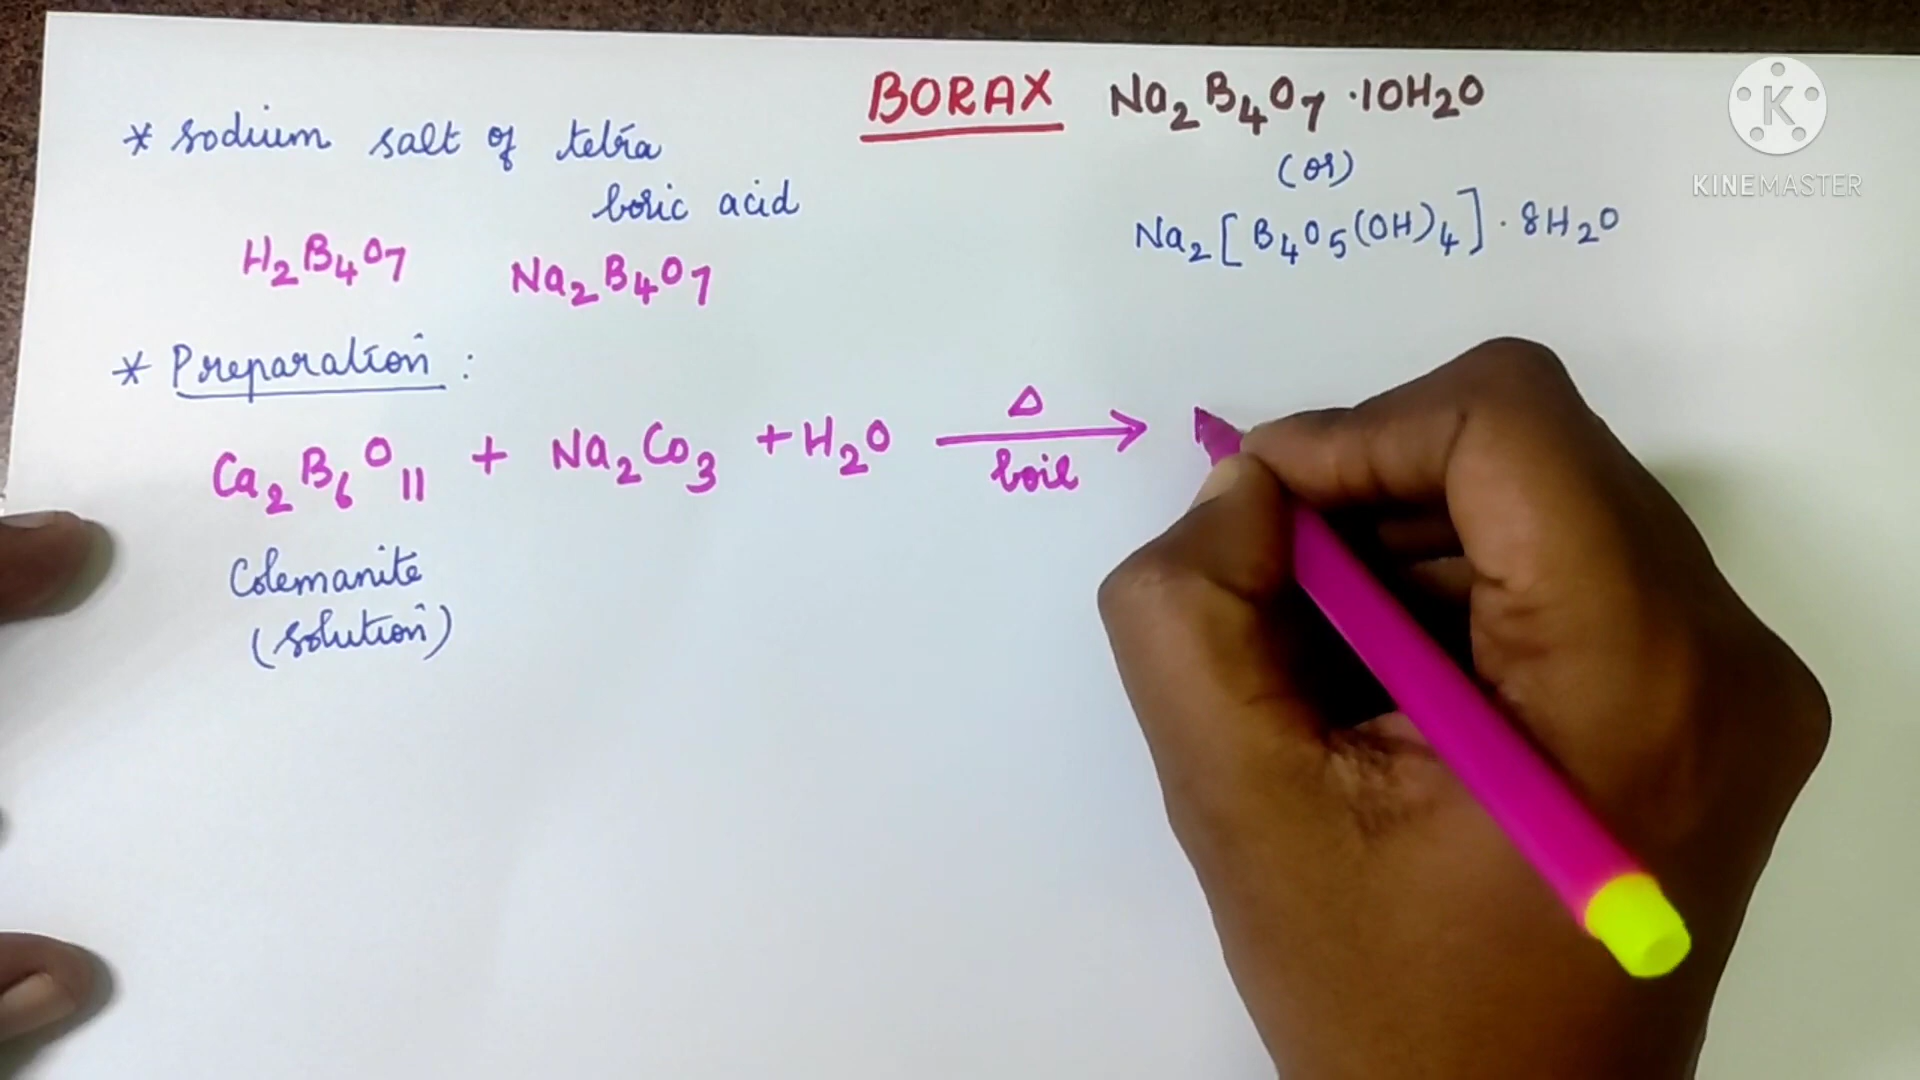 BORAX Na2B4O7 .10H2O
(or)
Na2[B4O5(OH)4] . 8H2O
* Sodium salt of tetra
boric acid
H2B4O7 Na2B4O7
* Preparation :
Ca2B6O11 + Na2CO3 + H2O
Δ
boil
Colemanite
(solution)
K
KINEMASTER